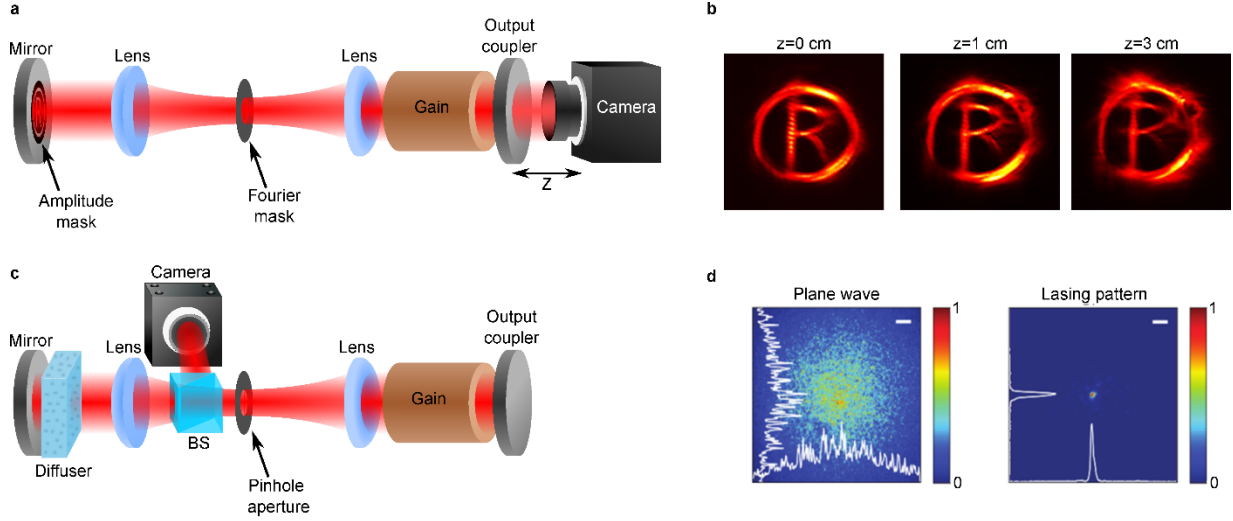 a
Mirror
Lens
Lens
Output
coupler
Gain
Camera
Amplitude
mask
Fourier
mask
Z
b
z=0 cm
z=1 cm
z=3 cm
R
R
R
c
Camera
Mirror
Lens
Lens
Output
coupler
Gain
BS
Diffuser
Pinhole
aperture
d
Plane wave
Lasing pattern
1
0
1
0